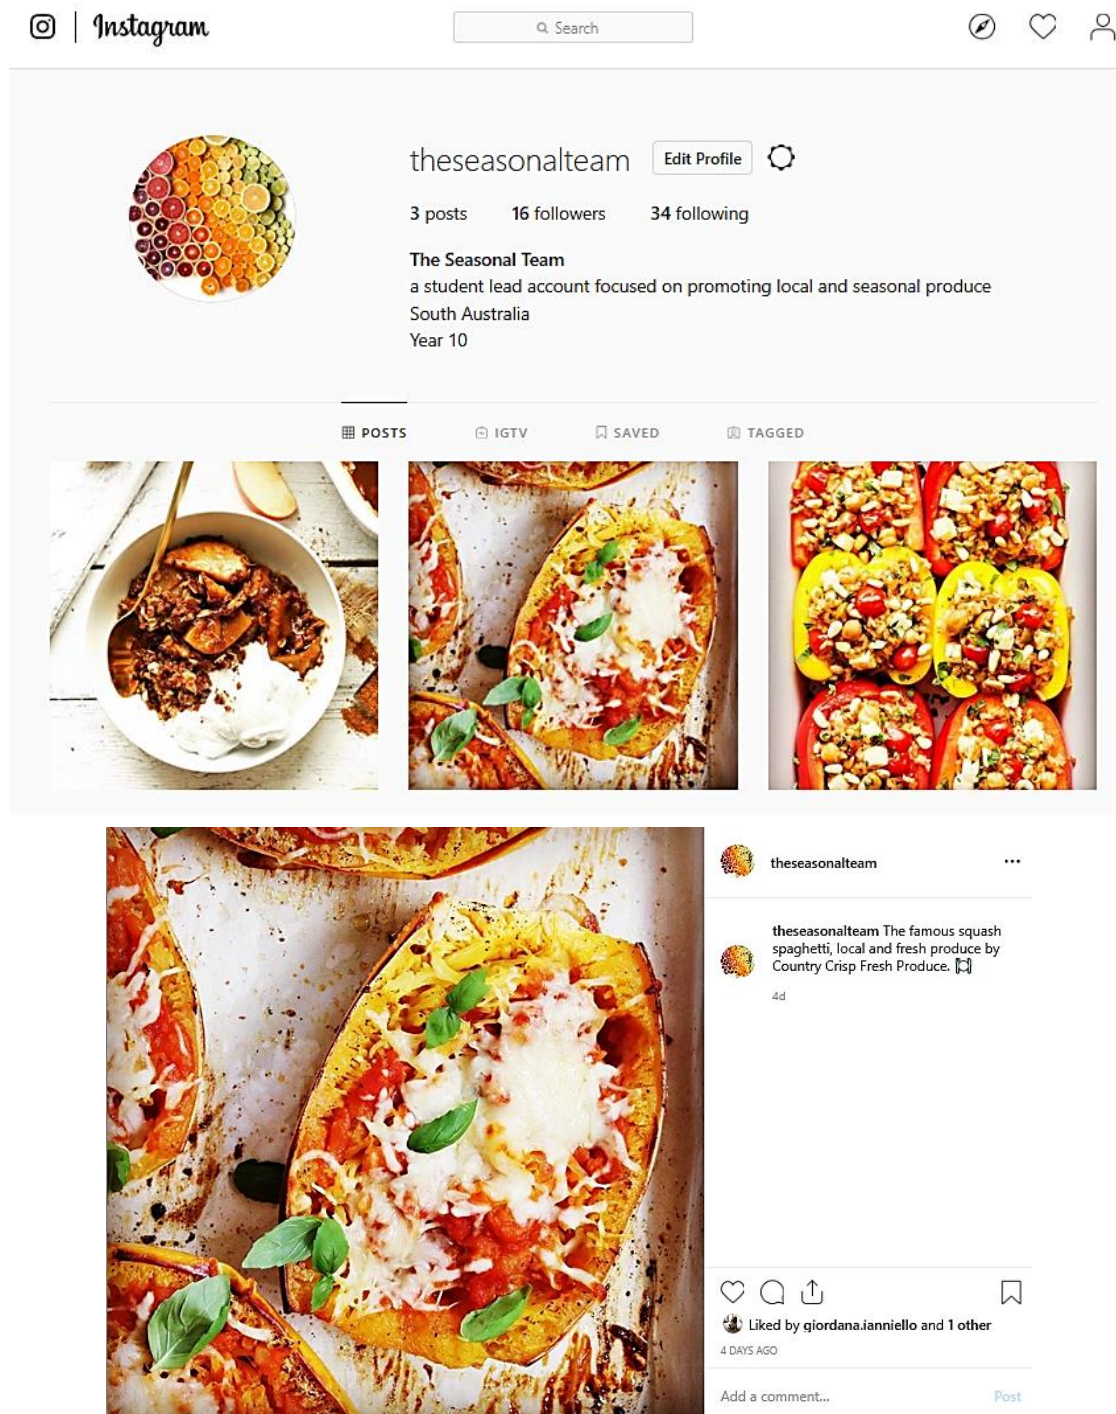 Instagram
Search
theseasonalteam Edit Profile
3 posts 16 followers 34 following
The Seasonal Team
a student lead account focused on promoting local and seasonal produce
South Australia
Year 10
POSTS IGTV SAVED TAGGED
theseasonalteam
theseasonalteam The famous squash
spaghetti, local and fresh produce by
Country Crisp Fresh Produce.
4d
Liked by giordana.ianniello and 1 other
4 DAYS AGO
Add a comment... Post